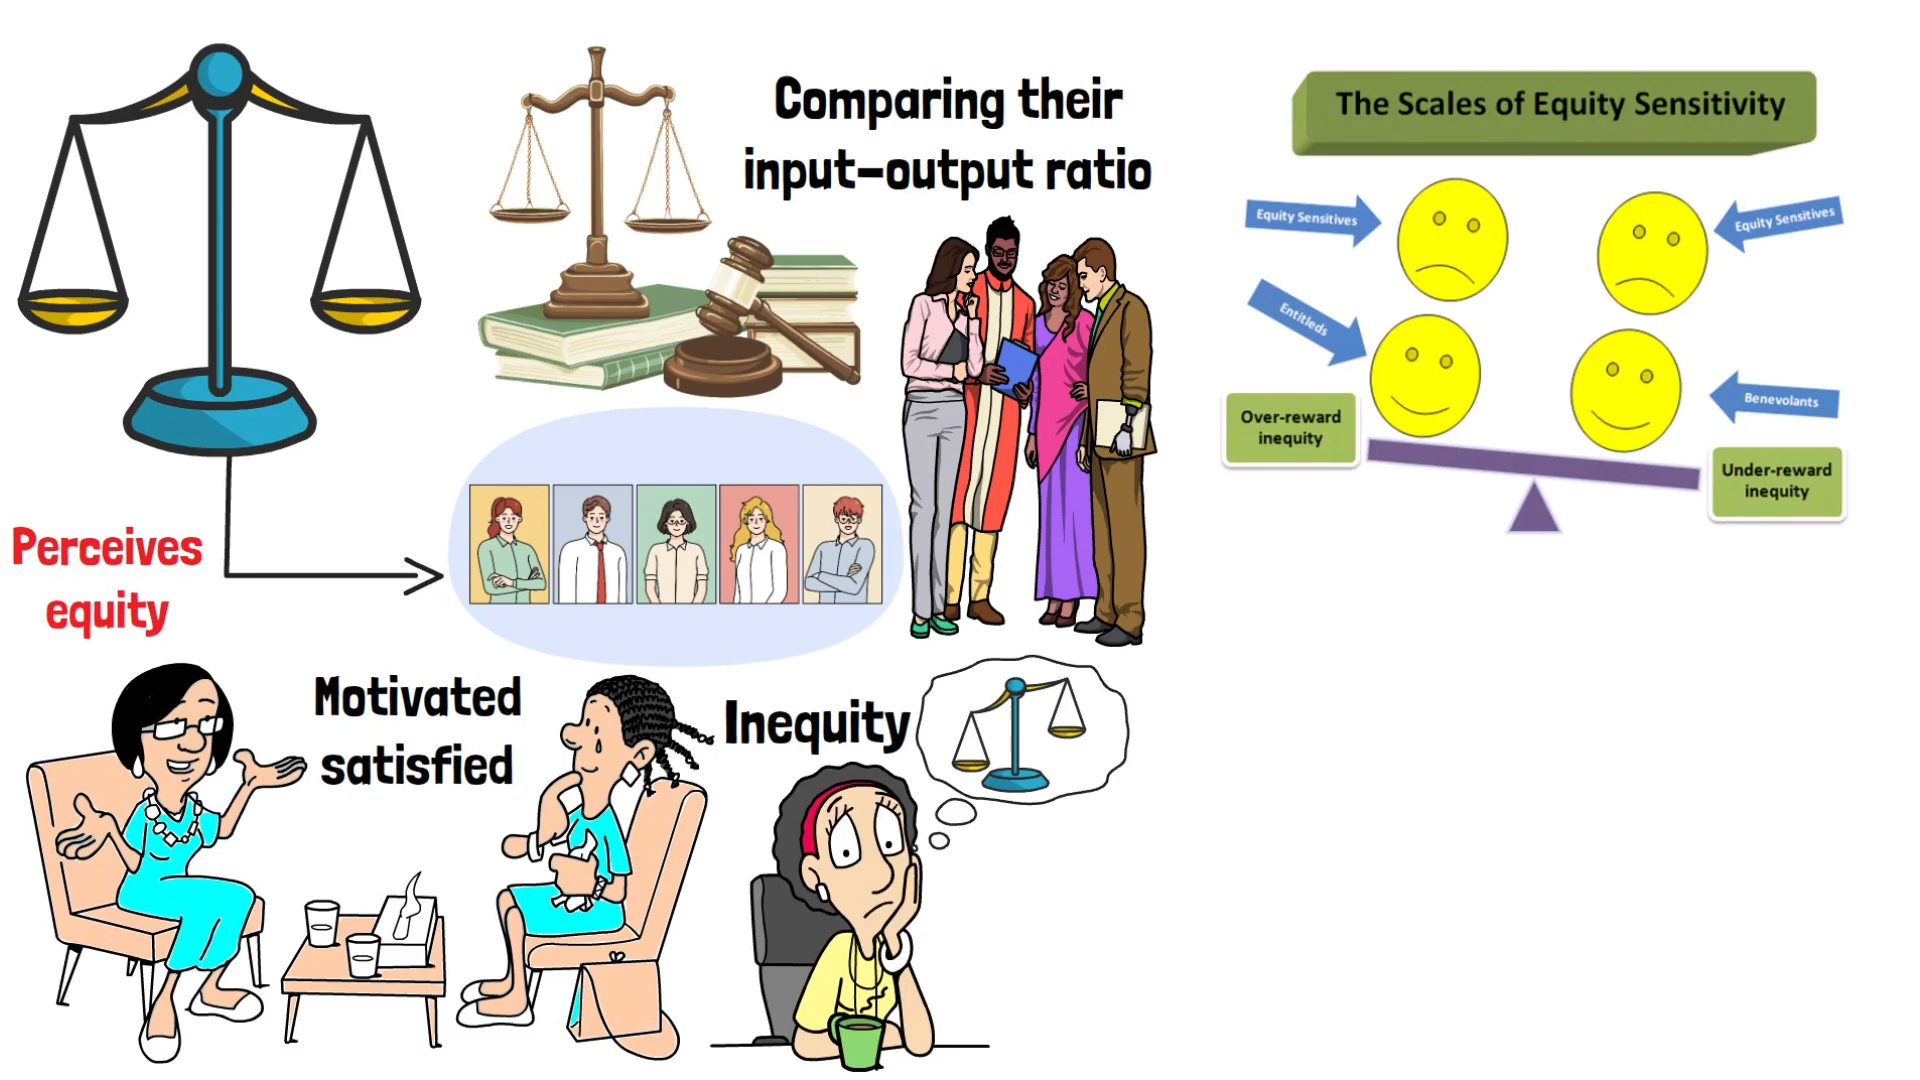 Comparing their
input-output ratio
The Scales of Equity Sensitivity
Equity Sensitives
Equity Sensitives
Entitleds
Benevolants
Over-reward
inequity
Under-reward
inequity
Perceives
equity
Motivated
satisfied
Inequity